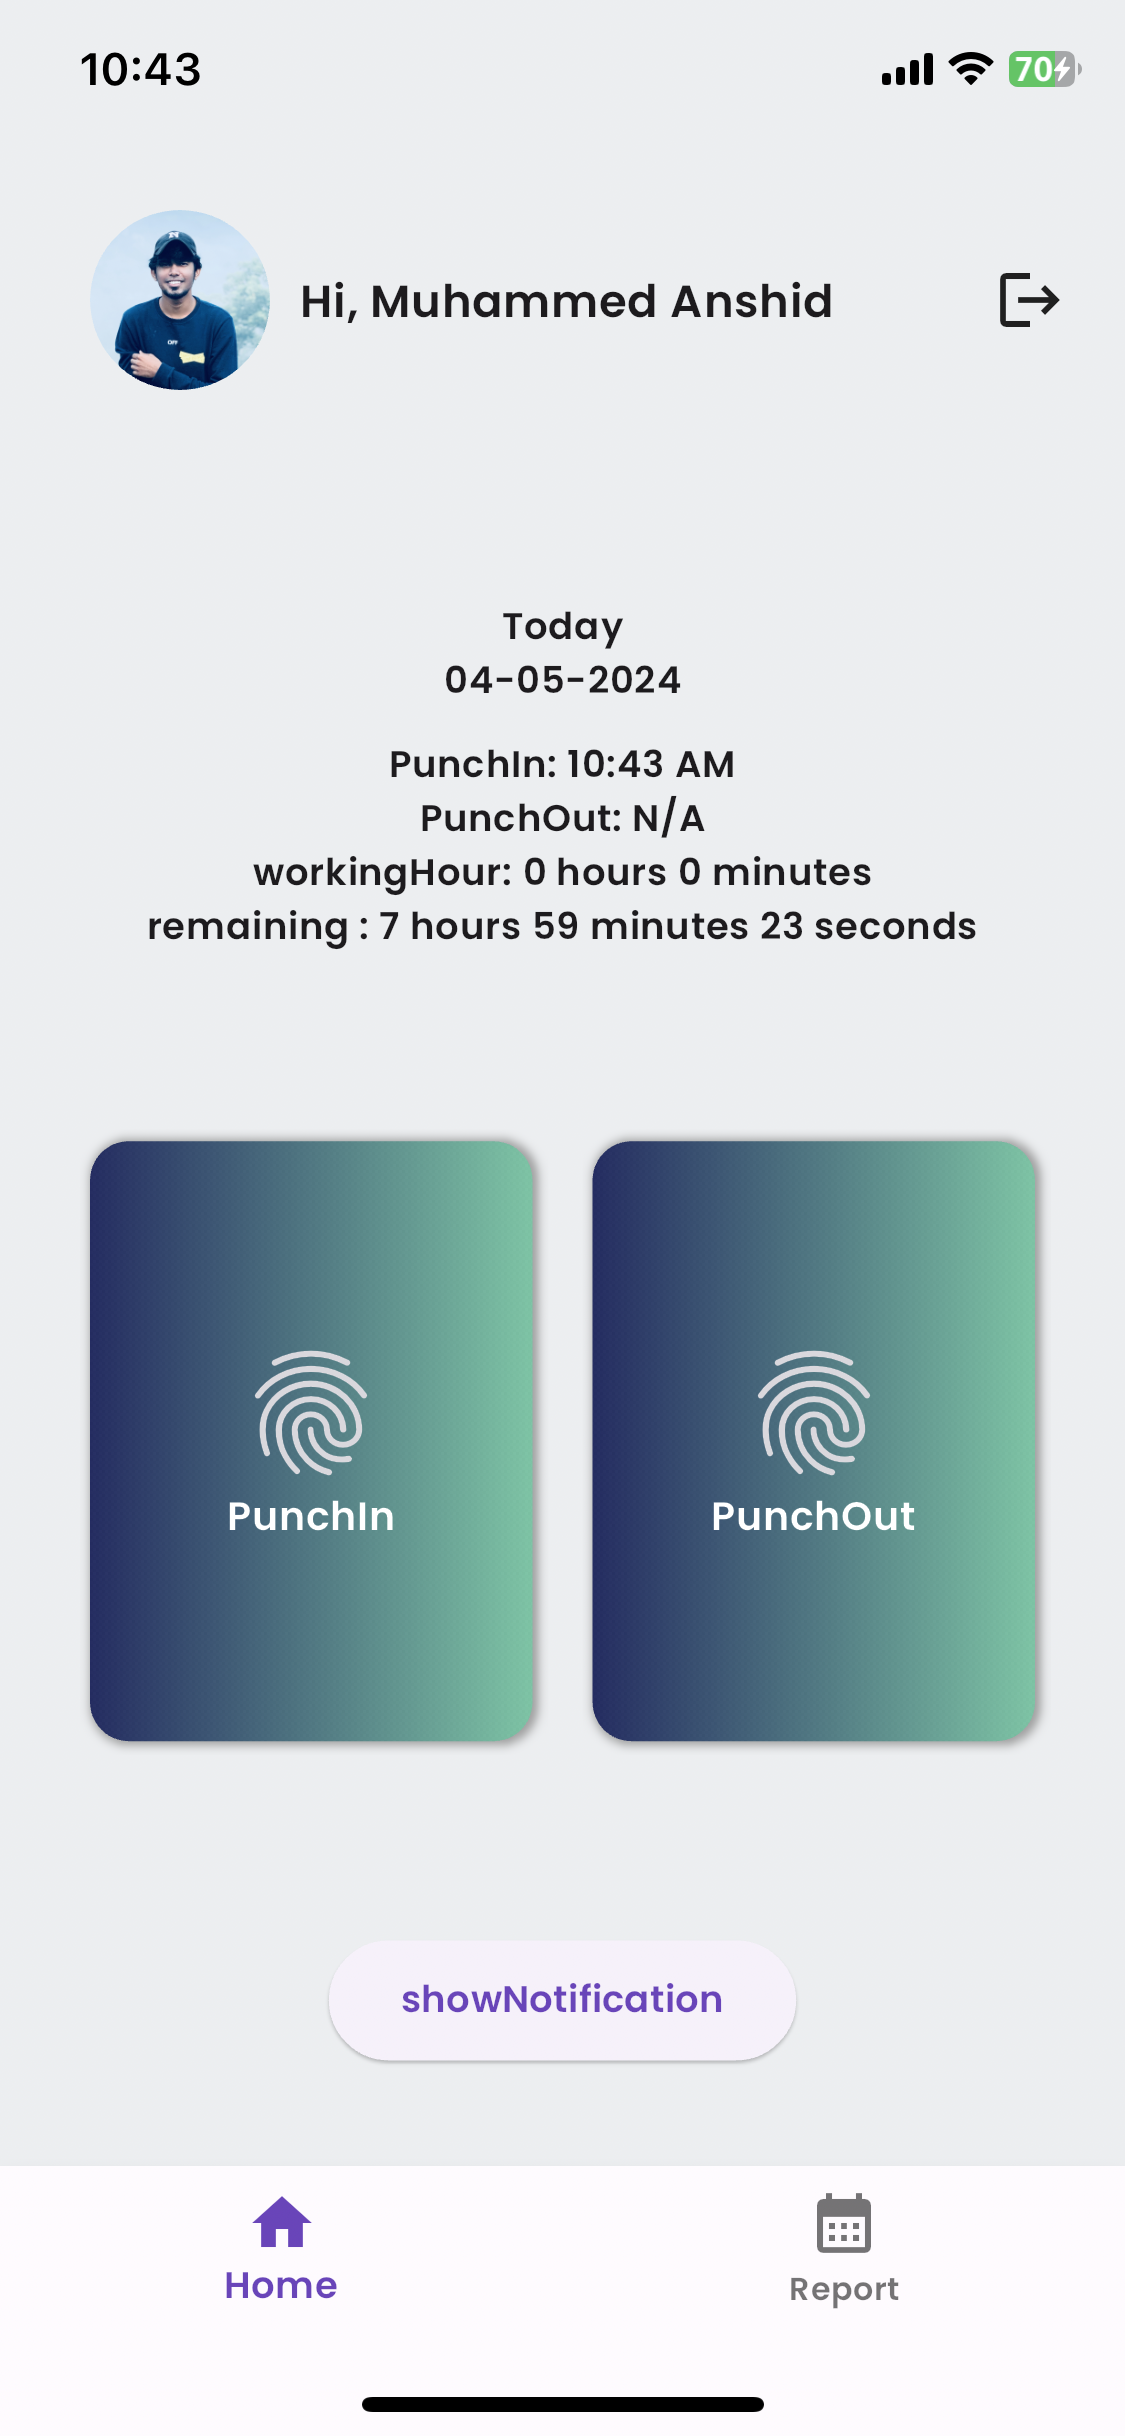 10:43
70
Hi, Muhammed Anshid
Today
04-05-2024
PunchIn: 10:43 AM
PunchOut: N/A
workingHour: 0 hours 0 minutes
remaining : 7 hours 59 minutes 23 seconds
PunchIn
PunchOut
showNotification
Home
Report